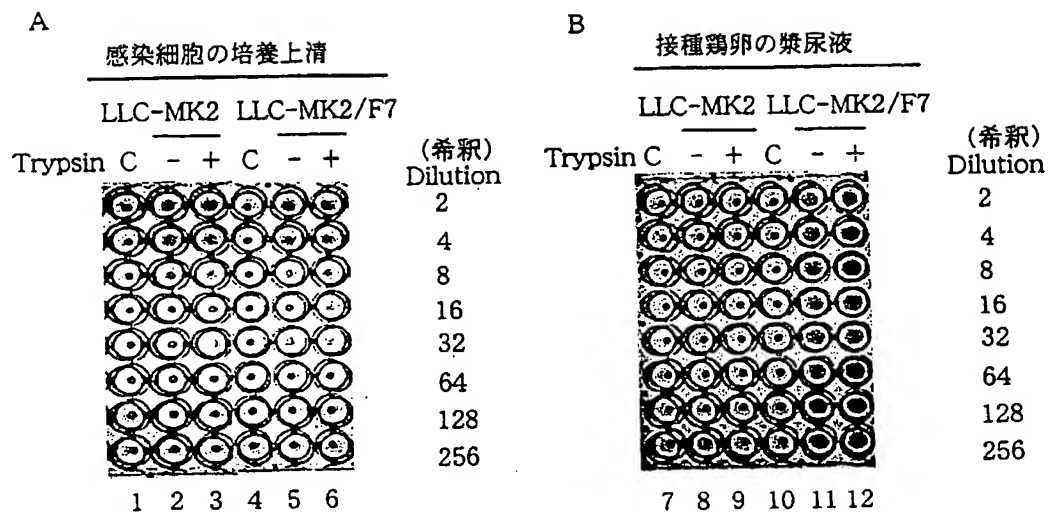 A
感染細胞の培養上清
LLC-MK2 LLC-MK2/F7
Trypsin C - + C - +
(希釈)
Dilution
2
4
8
16
32
64
128
256
1 2 3 4 5 6
B
接種鶏卵の漿尿液
LLC-MK2 LLC-MK2/F7
Trypsin C - + C - +
(希釈)
Dilution
2
4
8
16
32
64
128
256
7 8 9 10 11 12